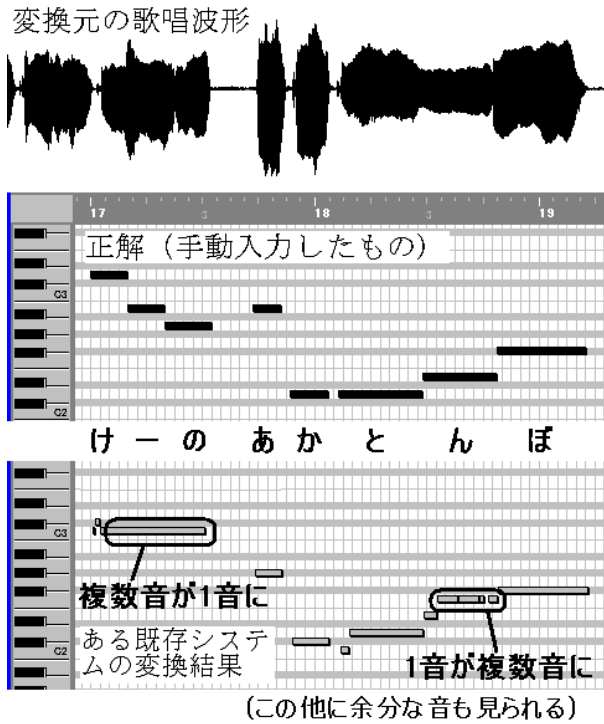 変換元の歌唱波形
17 3 18 3 19
正解（手動入力したもの）
C3
C2
け ー の あ か と ん ぼ
C3
複数音が1音に
ある既存システ
ムの変換結果
C2
1音が複数音に
(この他に余分な音も見られる)